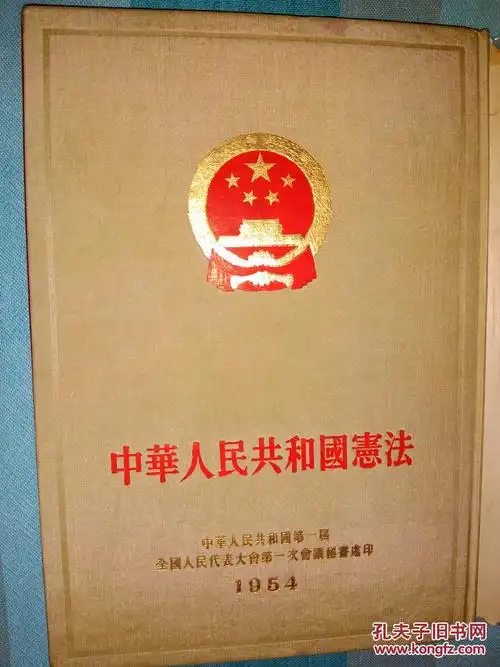 中華人民共和國憲法
中華人民共和國第一屆
全國人民代表大會第一次會議秘書處印
1954
孔夫子旧书网
www.kongfz.com